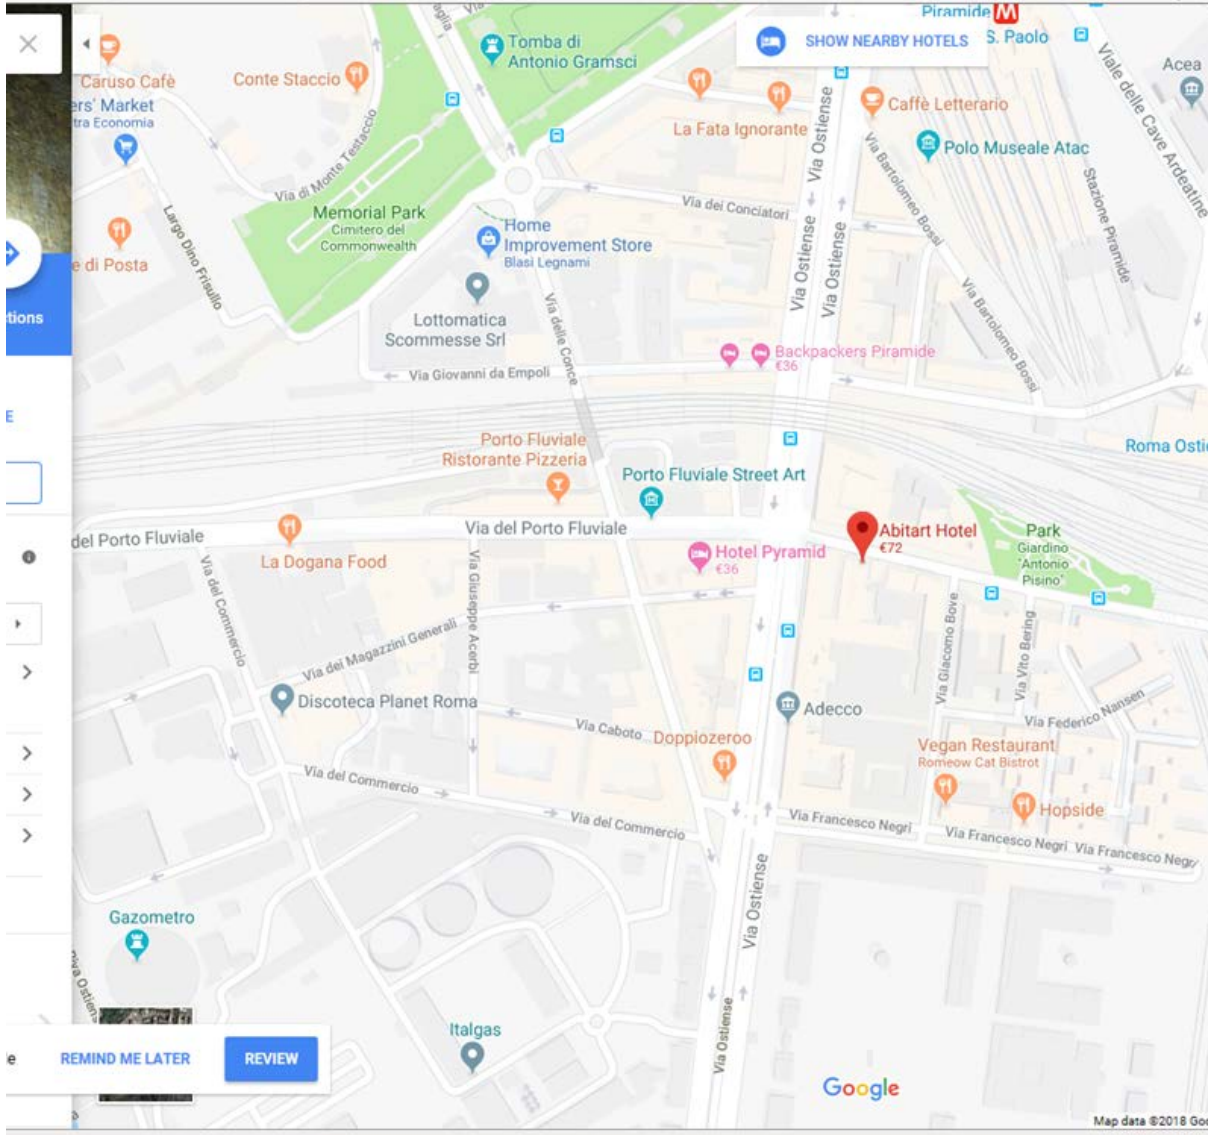 Piramide
S. Paolo
SHOW NEARBY HOTELS
Tomba di
Antonio Gramsci
Caruso Cafè
Conte Staccio
ers' Market
tra Economia
Acea
Caffè Letterario
La Fata Ignorante
Polo Museale Atac
Viale delle Cave Ardeatine
Via di Monte Testaccio
Via Ostiense
Via Bartolomeo Bossi
Stazione Piramide
Memorial Park
Cimitero del
Commonwealth
Via dei Conciatori
Home
Improvement Store
Blasi Legnami
Largo Dino Frisullo
e di Posta
Via Ostiense
Via Ostiense
tions
Lottomatica
Scommesse Srl
Via delle Conce
Via Bartolomeo Bossi
Backpackers Piramide
€36
Via Giovanni da Empoli
E
Porto Fluviale
Ristorante Pizzeria
Roma Osti
Porto Fluviale Street Art
del Porto Fluviale
Via del Porto Fluviale
Abitart Hotel
€72
Park
Giardino
"Antonio
Pisino"
La Dogana Food
Hotel Pyramid
€36
Via del Commercio
Via Giuseppe Acerbi
Via dei Magazzini Generali
Via Giacomo Bove
Via Vito Bering
Discoteca Planet Roma
Via Caboto
Doppiozeroo
Adecco
Via Federico Nansen
Vegan Restaurant
Romeow Cat Bistrot
Via del Commercio
Via del Commercio
Hopside
Via Francesco Negri
Via Francesco Negri
Via Francesco Negri
Via Ostiense
Gazometro
Riva Ostiens
Italgas
Via Ostiense
e
REMIND ME LATER
REVIEW
Google
Map data ©2018 Goo